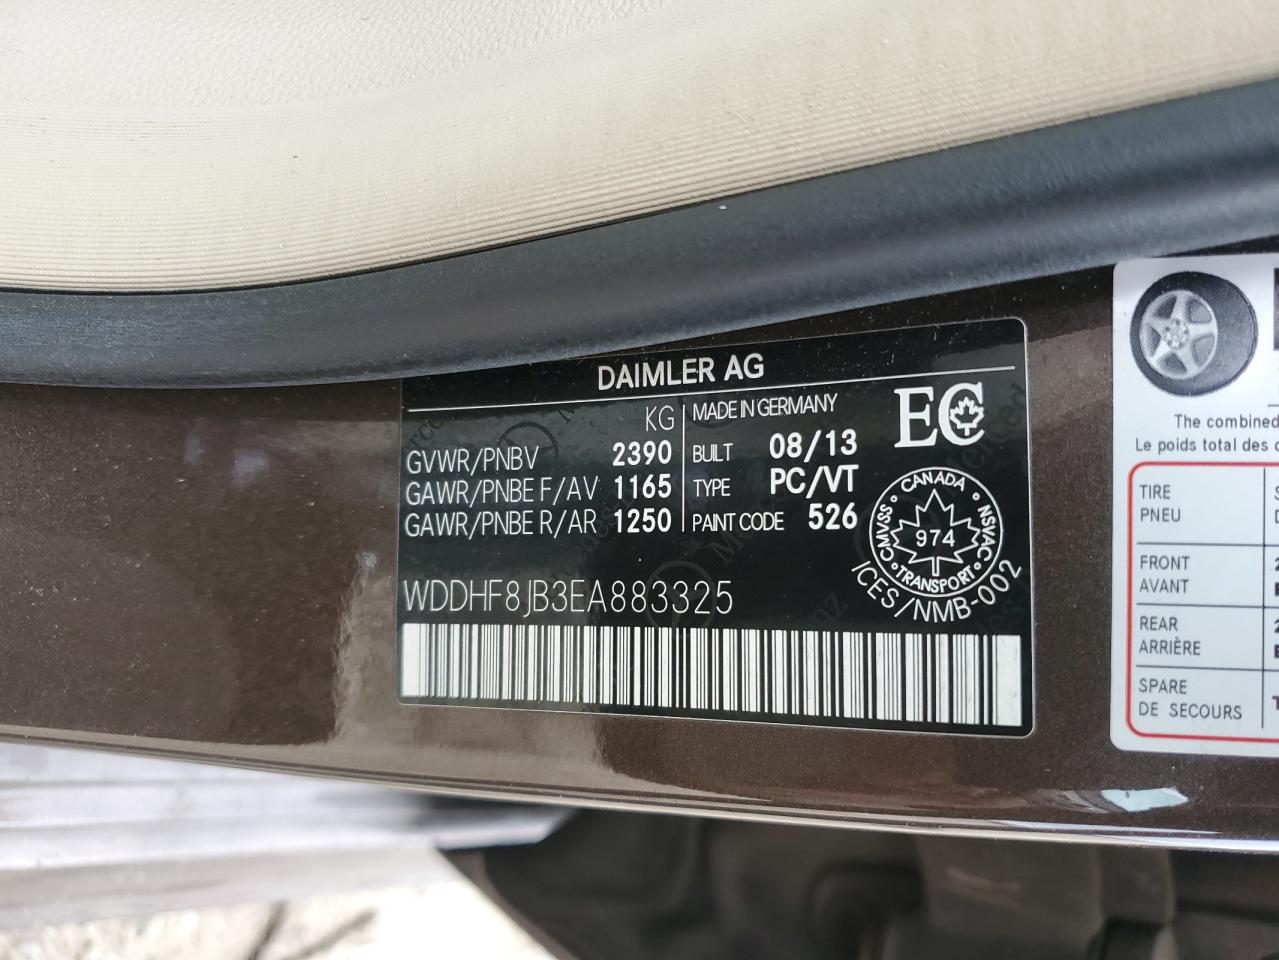 DAIMLER AG
KG
GVWR/PNBV 2390
GAWR/PNBE F/AV 1165
GAWR/PNBE R/AR 1250
MADE IN GERMANY
BUILT 08/13
TYPE PC/VT
PAINT CODE 526
EC
CANADA
CMVSS NSVAC
974
TRANSPORT
ICES/NMB-002
WDDHF8JB3EA883325
The combined
Le poids total des
TIRE
PNEU
FRONT
AVANT
REAR
ARRIÈRE
SPARE
DE SECOURS